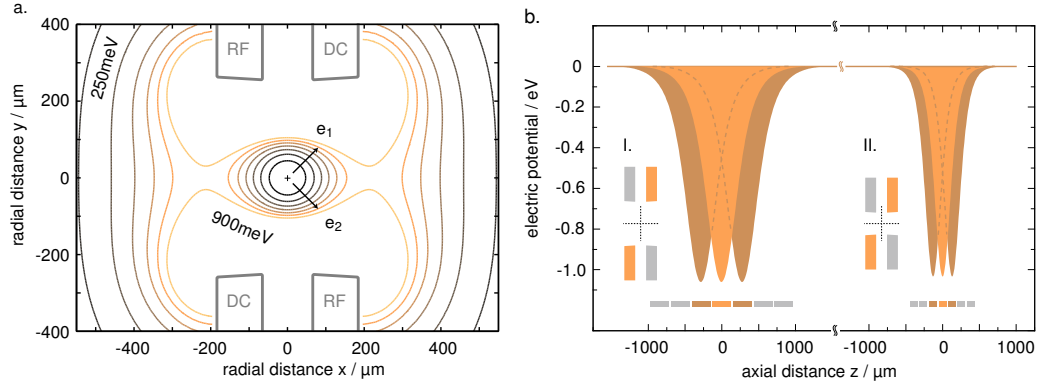 a.
radial distance y / µm
400
200
0
-200
-400
-400
-200
0
200
400
radial distance x / µm
RF
DC
DC
RF
250meV
900meV
e1
e2
b.
electric potential / eV
0
-0.2
-0.4
-0.6
-0.8
-1.0
I.
II.
-1000
0
1000
-1000
0
1000
axial distance z / µm